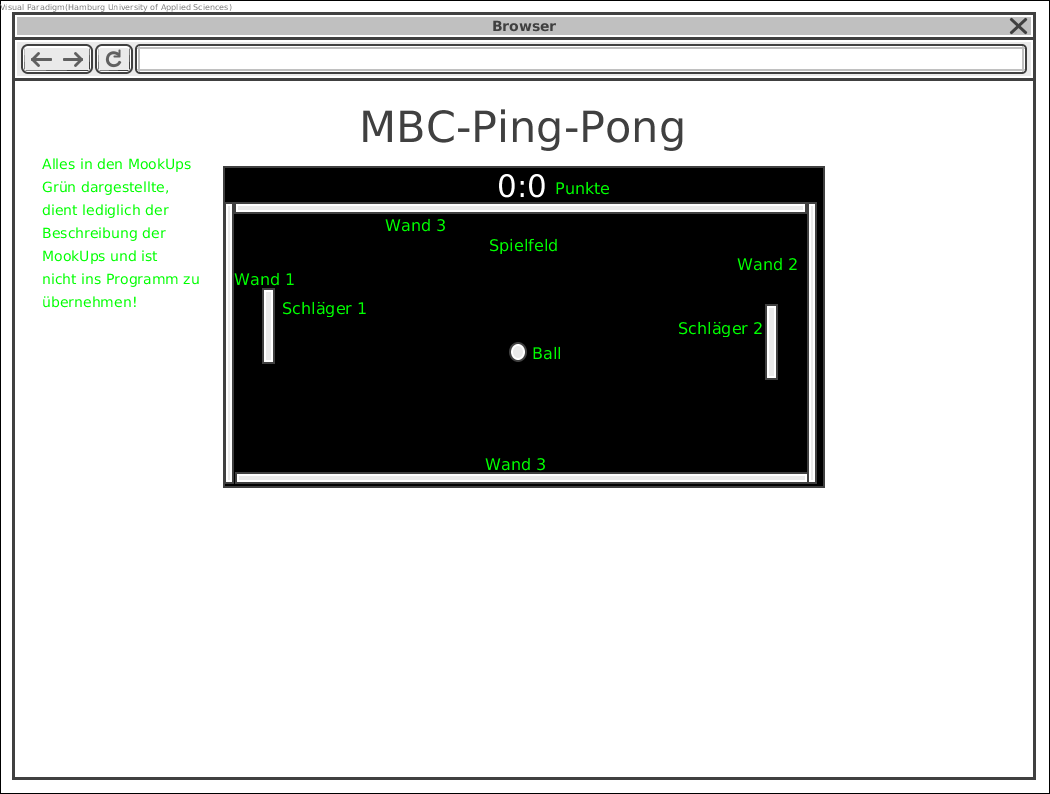 Visual Paradigm(Hamburg University of Applied Sciences)
Browser
MBC-Ping-Pong
Alles in den MookUps
Grün dargestellte,
dient lediglich der
Beschreibung der
MookUps und ist
nicht ins Programm zu
übernehmen!
0:0 Punkte
Wand 3
Spielfeld
Wand 2
Wand 1
Schläger 1
Schläger 2
Ball
Wand 3